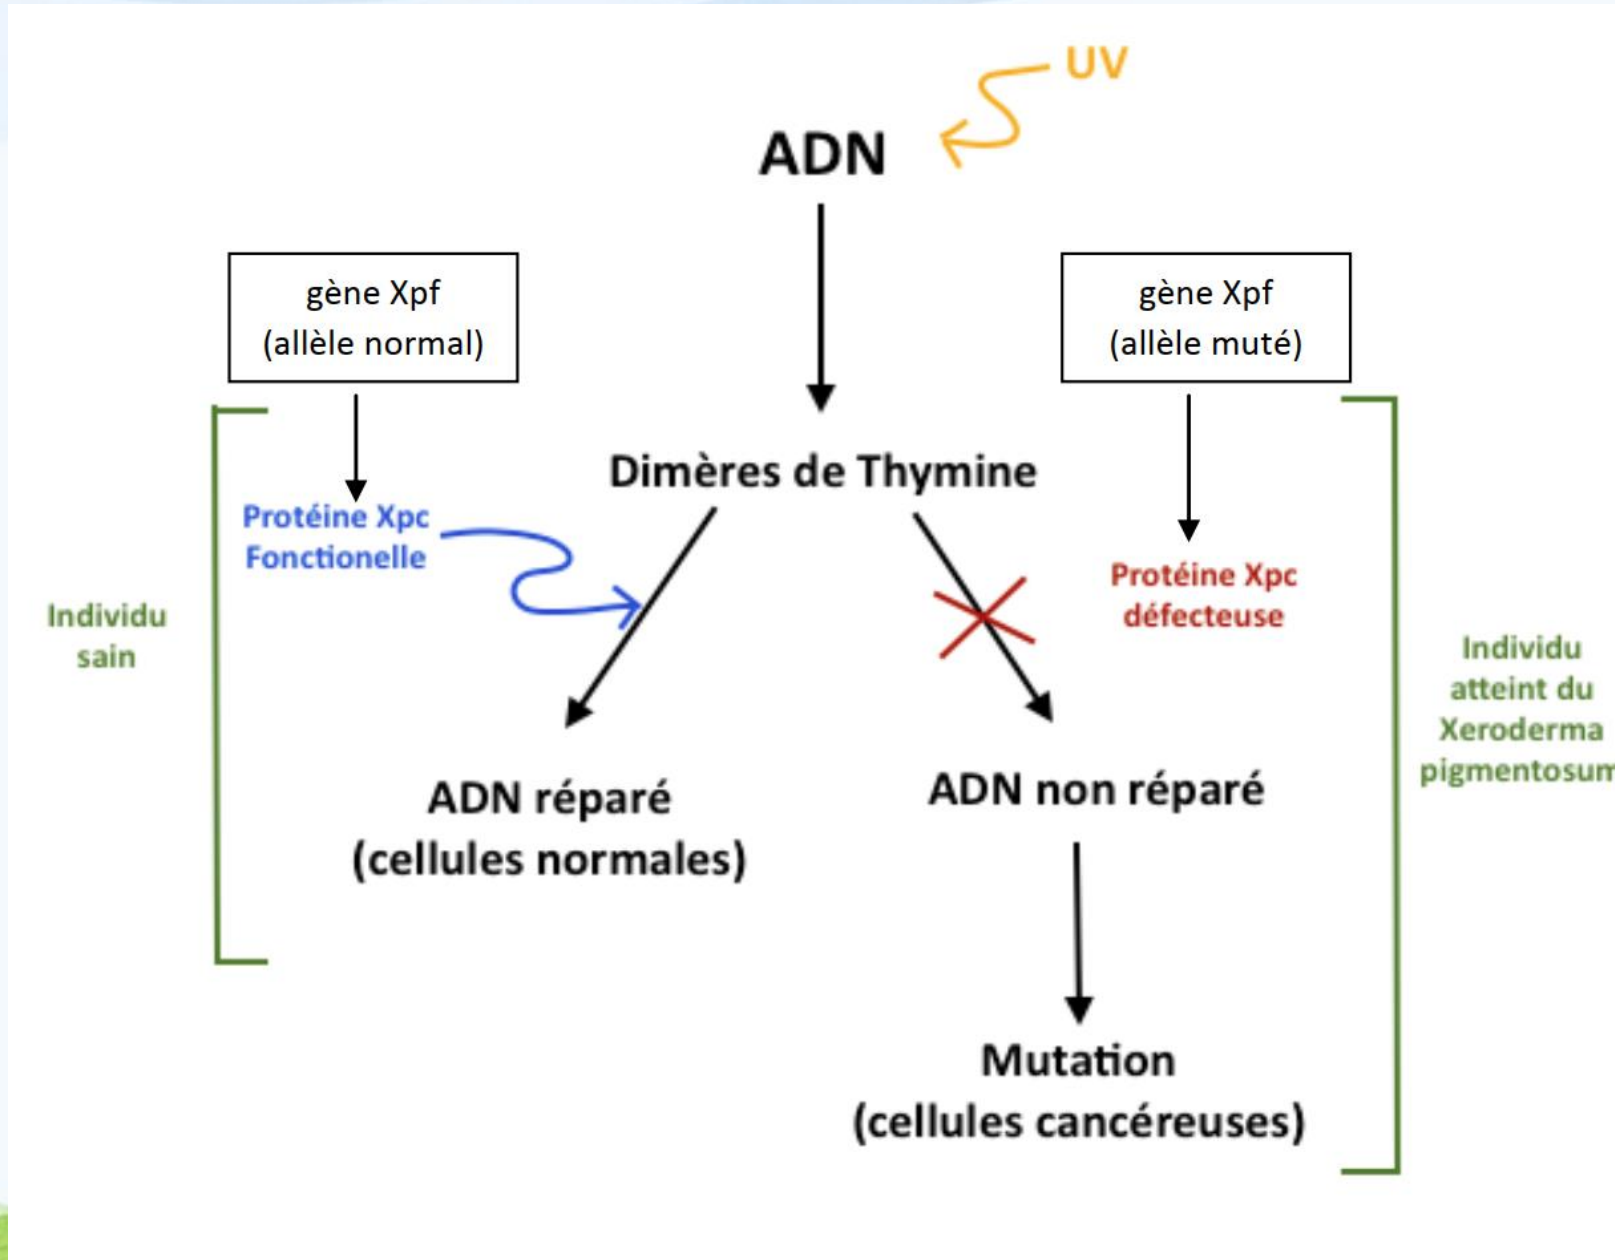 UV
ADN
gène Xpf
(allèle normal)
gène Xpf
(allèle muté)
Dimères de Thymine
Protéine Xpc
Fonctionelle
Protéine Xpc
défecteuse
Individu
sain
Individu
atteint du
Xeroderma
pigmentosum
ADN réparé
(cellules normales)
ADN non réparé
Mutation
(cellules cancéreuses)